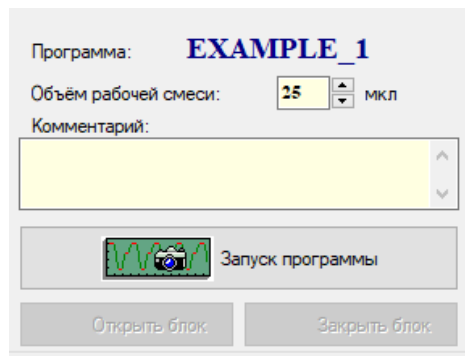 Программа: EXAMPLE_1
Объём рабочей смеси: 25 мкл
Комментарий:
Запуск программы
Открыть блок Закрыть блок